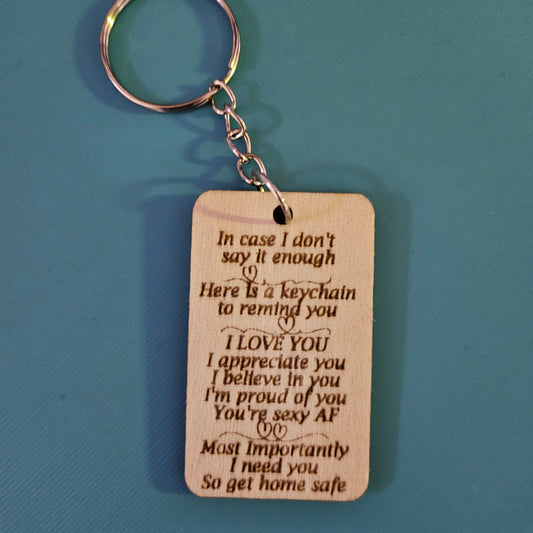 In case I don't
say it enough
Here is a keychain
to remind you
I LOVE YOU
I appreciate you
I believe in you
I'm proud of you
You're sexy AF
Most Importantly
I need you
So get home safe